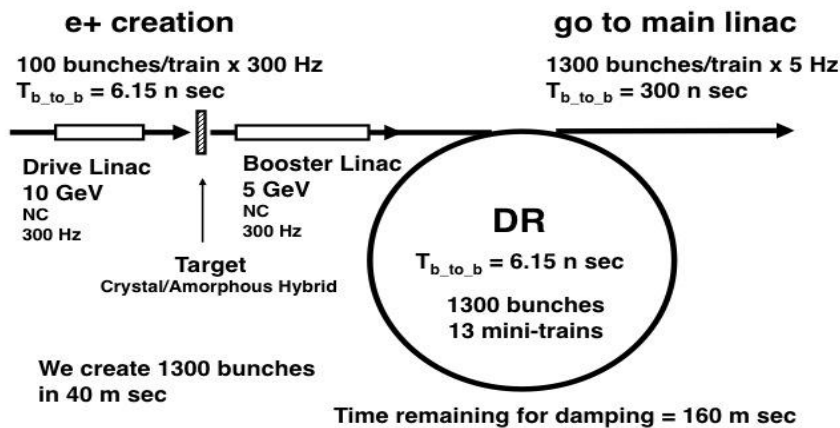 e+ creation
100 bunches/train x 300 Hz
T_b_to_b = 6.15 n sec
go to main linac
1300 bunches/train x 5 Hz
T_b_to_b = 300 n sec
Drive Linac
10 GeV
NC
300 Hz
Booster Linac
5 GeV
NC
300 Hz
Target
Crystal/Amorphous Hybrid
DR
T_b_to_b = 6.15 n sec
1300 bunches
13 mini-trains
We create 1300 bunches
in 40 m sec
Time remaining for damping = 160 m sec